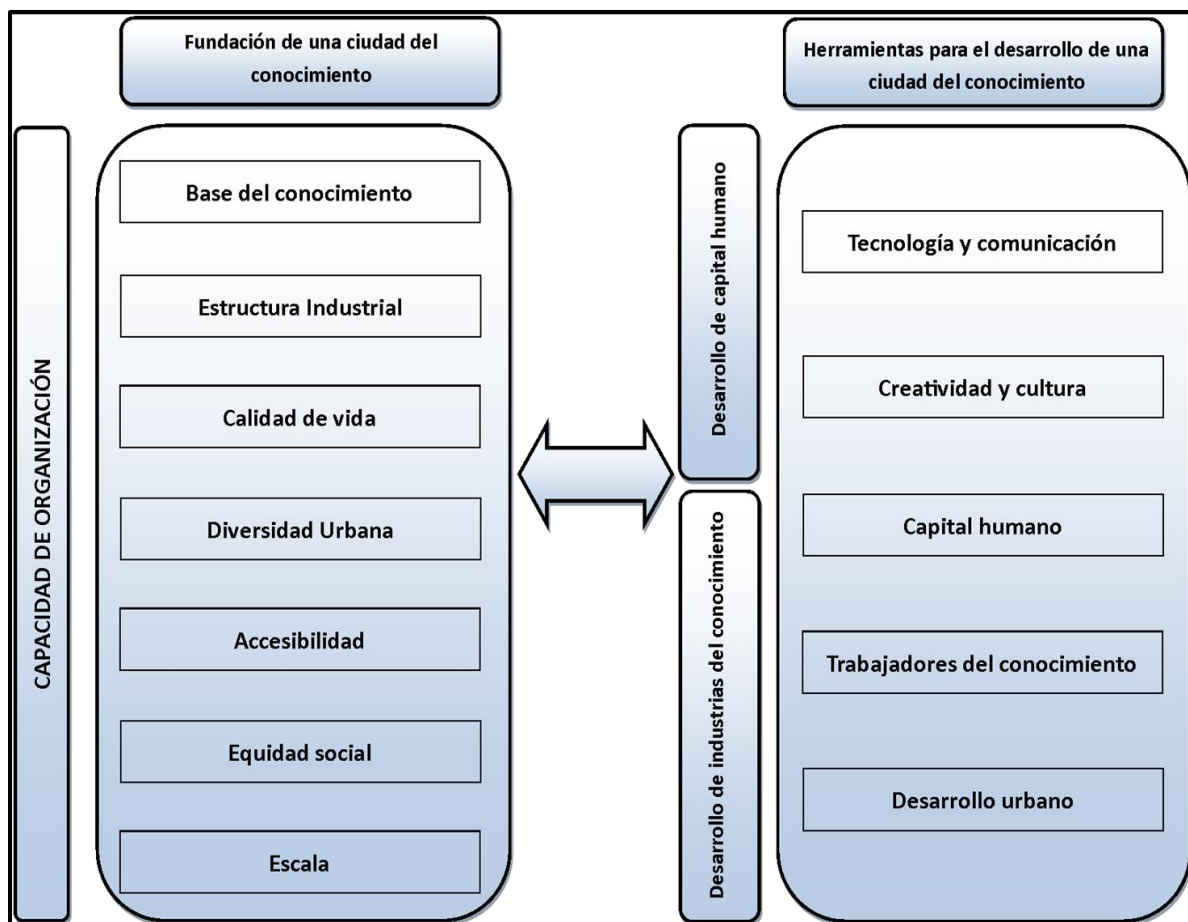 Fundación de una ciudad del
conocimiento
Herramientas para el desarrollo de una
ciudad del conocimiento
CAPACIDAD DE ORGANIZACIÓN
Base del conocimiento
Estructura Industrial
Calidad de vida
Diversidad Urbana
Accesibilidad
Equidad social
Escala
Desarrollo de capital humano
Desarrollo de industrias del conocimiento
Tecnología y comunicación
Creatividad y cultura
Capital humano
Trabajadores del conocimiento
Desarrollo urbano